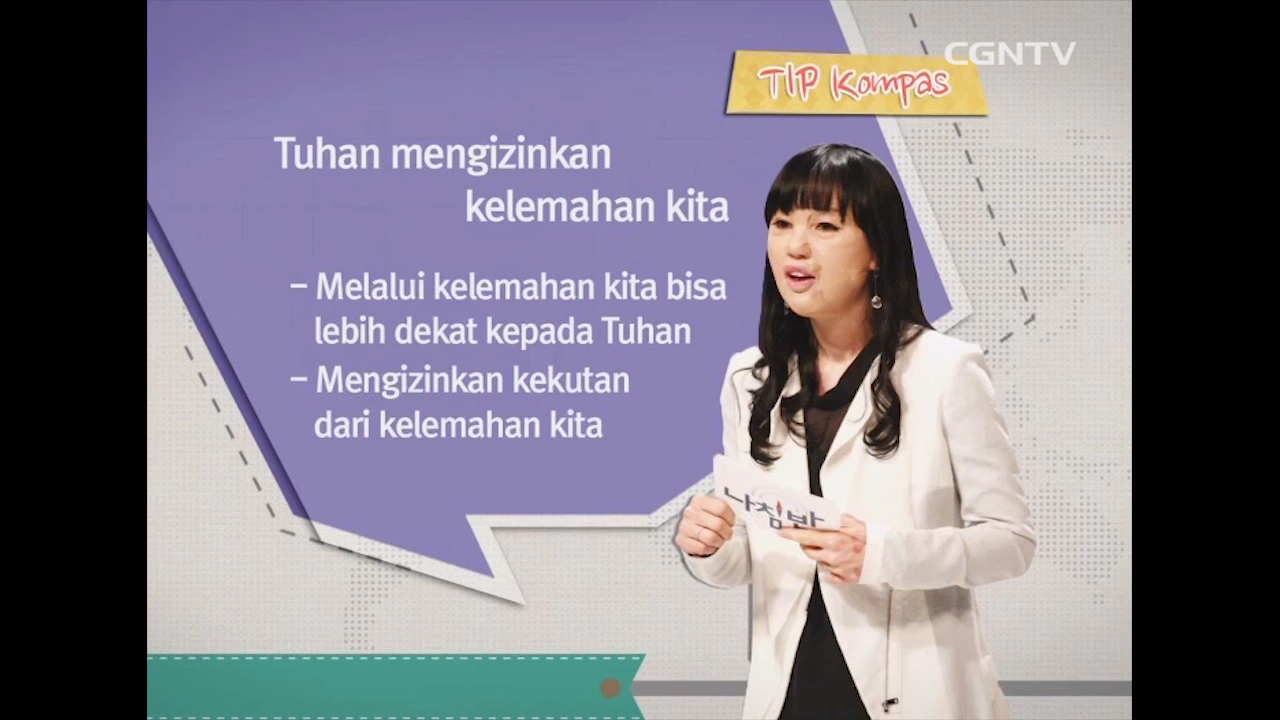 CGNTV
TIP Kompas
Tuhan mengizinkan
kelemahan kita
– Melalui kelemahan kita bisa
lebih dekat kepada Tuhan
– Mengizinkan kekutan
dari kelemahan kita
나침반